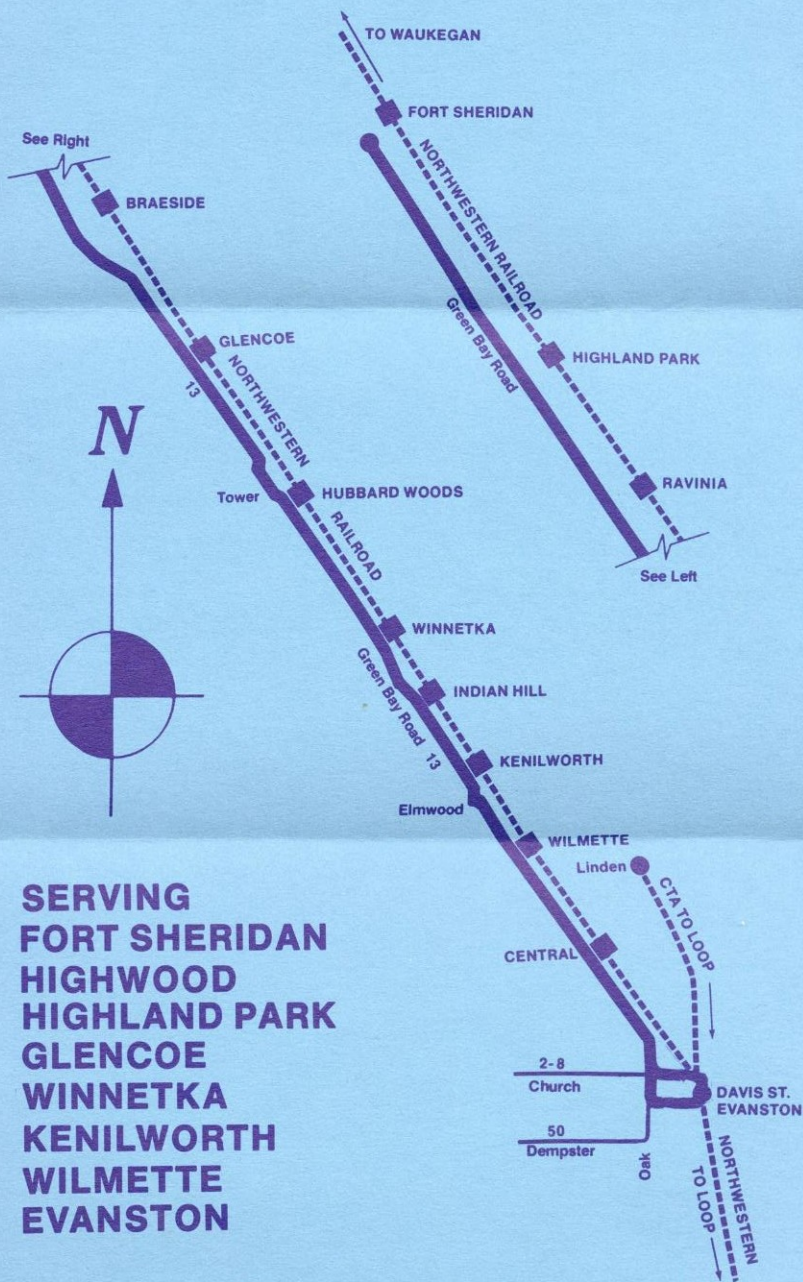 TO WAUKEGAN
FORT SHERIDAN
NORTHWESTERN RAILROAD
Green Bay Road
HIGHLAND PARK
RAVINIA
See Left
See Right
BRAESIDE
GLENCOE
13
NORTHWESTERN
N
Tower
HUBBARD WOODS
RAILROAD
WINNETKA
Green Bay Road 13
INDIAN HILL
KENILWORTH
Elmwood
WILMETTE
Linden
CTA TO LOOP
CENTRAL
2-8
Church
DAVIS ST.
EVANSTON
50
Dempster
Oak
NORTHWESTERN
TO LOOP
SERVING
FORT SHERIDAN
HIGHWOOD
HIGHLAND PARK
GLENCOE
WINNETKA
KENILWORTH
WILMETTE
EVANSTON